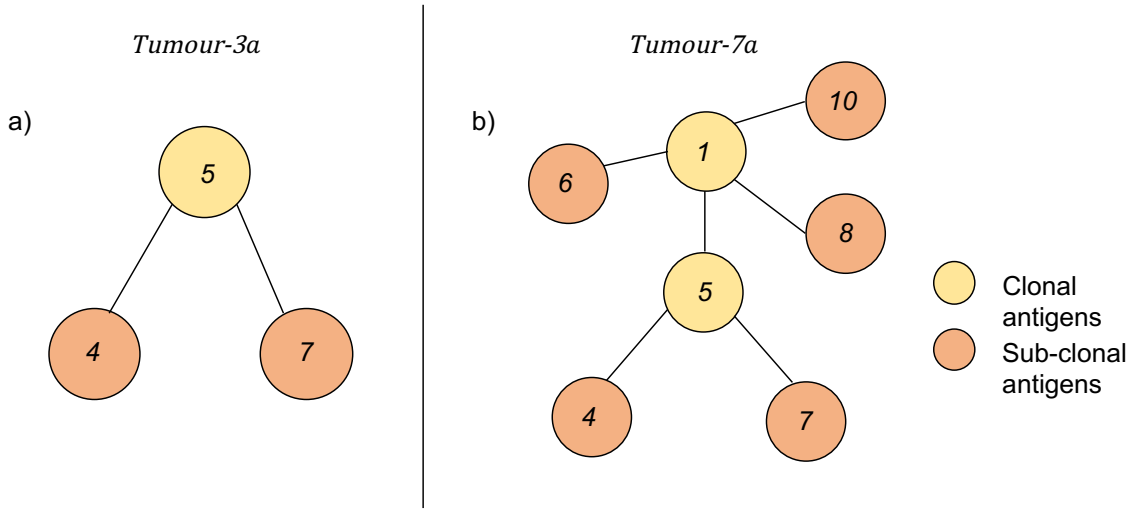 Tumour-3a
a)
5
4
7
Tumour-7a
b)
10
1
6
8
5
4
7
Clonal
antigens
Sub-clonal
antigens